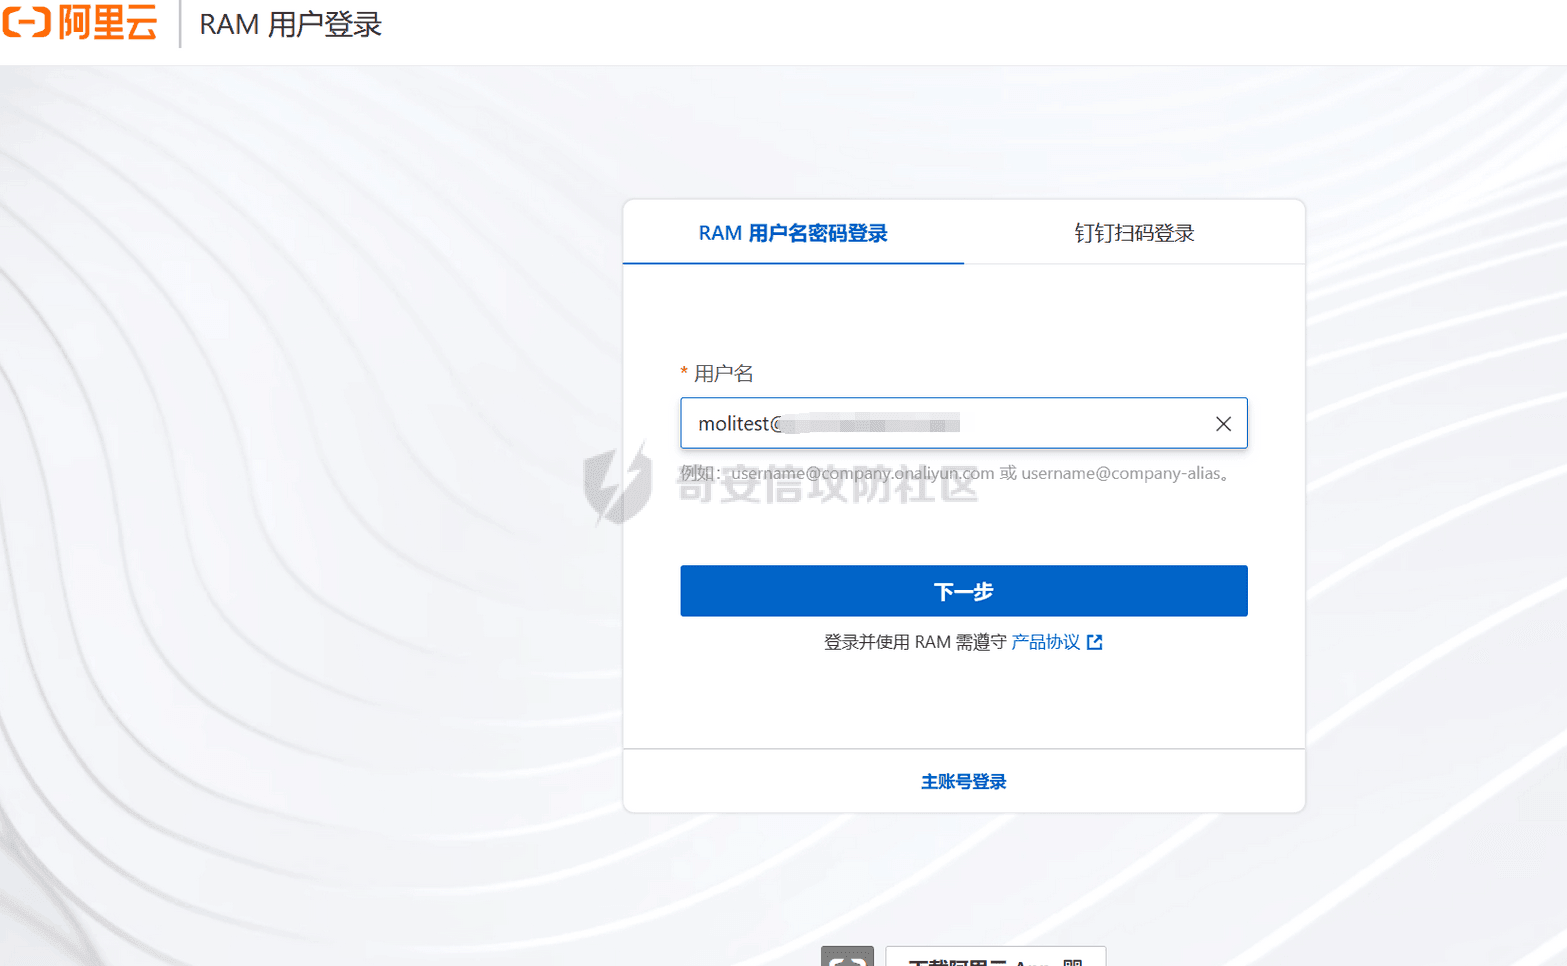 阿里云 RAM 用户登录
RAM 用户名密码登录 钉钉扫码登录
* 用户名
molitest@
例如：username@company.onaliyun.com 或 username@company-alias。
奇安信攻防社区
下一步
登录并使用 RAM 需遵守 产品协议
主账号登录
下载阿里云 App